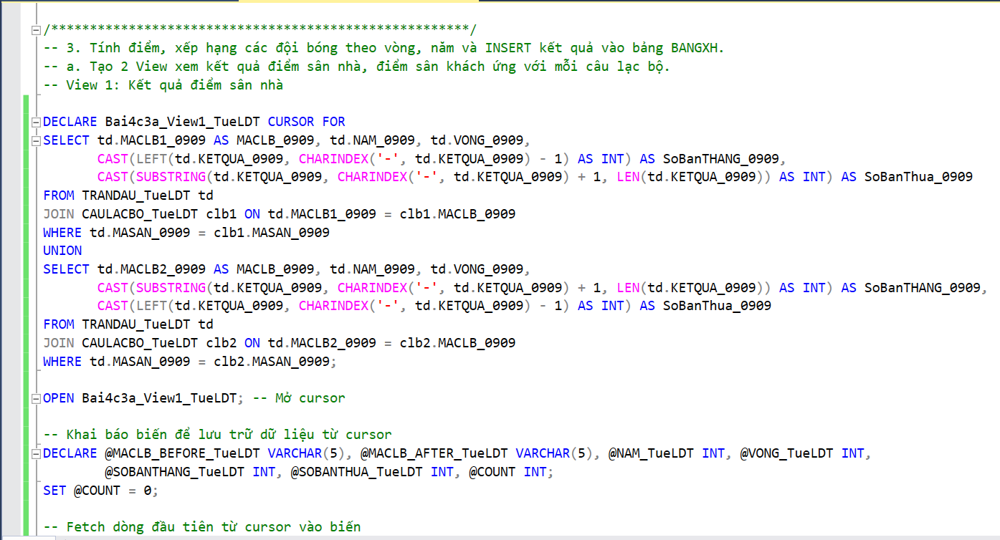 /******************************************************/
-- 3. Tính điểm, xếp hạng các đội bóng theo vòng, năm và INSERT kết quả vào bảng BANGXH.
-- a. Tạo 2 View xem kết quả điểm sân nhà, điểm sân khách ứng với mỗi câu lạc bộ.
-- View 1: Kết quả điểm sân nhà
DECLARE Bai4c3a_View1_TueLDT CURSOR FOR
SELECT td.MACLB1_0909 AS MACLB_0909, td.NAM_0909, td.VONG_0909,
CAST(LEFT(td.KETQUA_0909, CHARINDEX('-', td.KETQUA_0909) - 1) AS INT) AS SoBanTHANG_0909,
CAST(SUBSTRING(td.KETQUA_0909, CHARINDEX('-', td.KETQUA_0909) + 1, LEN(td.KETQUA_0909)) AS INT) AS SoBanThua_0909
FROM TRANDAU_TueLDT td
JOIN CAULACBO_TueLDT clb1 ON td.MACLB1_0909 = clb1.MACLB_0909
WHERE td.MASAN_0909 = clb1.MASAN_0909
UNION
SELECT td.MACLB2_0909 AS MACLB_0909, td.NAM_0909, td.VONG_0909,
CAST(SUBSTRING(td.KETQUA_0909, CHARINDEX('-', td.KETQUA_0909) + 1, LEN(td.KETQUA_0909)) AS INT) AS SoBanTHANG_0909,
CAST(LEFT(td.KETQUA_0909, CHARINDEX('-', td.KETQUA_0909) - 1) AS INT) AS SoBanThua_0909
FROM TRANDAU_TueLDT td
JOIN CAULACBO_TueLDT clb2 ON td.MACLB2_0909 = clb2.MACLB_0909
WHERE td.MASAN_0909 = clb2.MASAN_0909;
OPEN Bai4c3a_View1_TueLDT; -- Mở cursor
-- Khai báo biến để lưu trữ dữ liệu từ cursor
DECLARE @MACLB_BEFORE_TueLDT VARCHAR(5), @MACLB_AFTER_TueLDT VARCHAR(5), @NAM_TueLDT INT, @VONG_TueLDT INT,
@SOBANTHANG_TueLDT INT, @SOBANTHUA_TueLDT INT, @COUNT INT;
SET @COUNT = 0;
-- Fetch dòng đầu tiên từ cursor vào biến